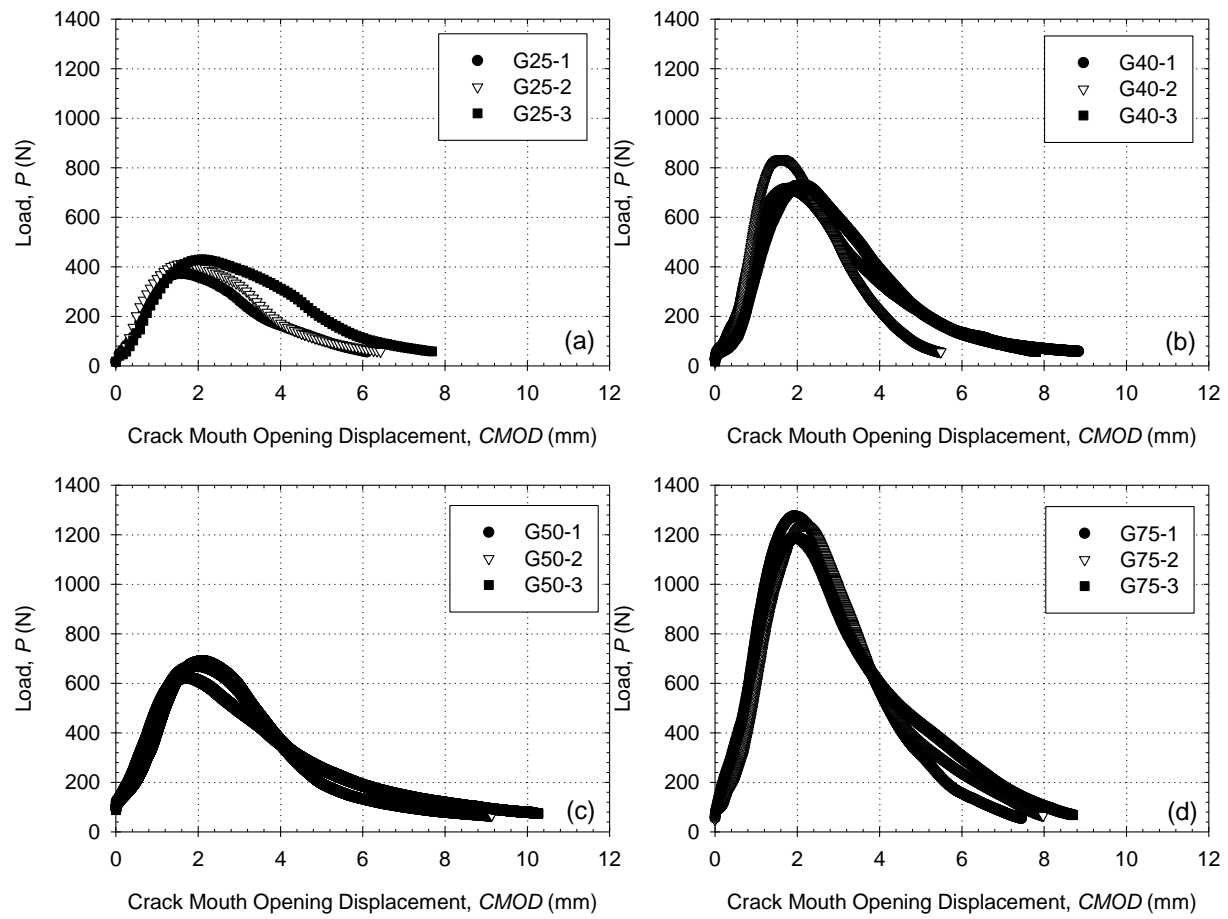 1400
1200
1000
800
600
400
200
0
Load, P (N)
G25-1
G25-2
G25-3
(a)
0 2 4 6 8 10 12
Crack Mouth Opening Displacement, CMOD (mm)
1400
1200
1000
800
600
400
200
0
Load, P (N)
G40-1
G40-2
G40-3
(b)
0 2 4 6 8 10 12
Crack Mouth Opening Displacement, CMOD (mm)
1400
1200
1000
800
600
400
200
0
Load, P (N)
G50-1
G50-2
G50-3
(c)
0 2 4 6 8 10 12
Crack Mouth Opening Displacement, CMOD (mm)
1400
1200
1000
800
600
400
200
0
Load, P (N)
G75-1
G75-2
G75-3
(d)
0 2 4 6 8 10 12
Crack Mouth Opening Displacement, CMOD (mm)